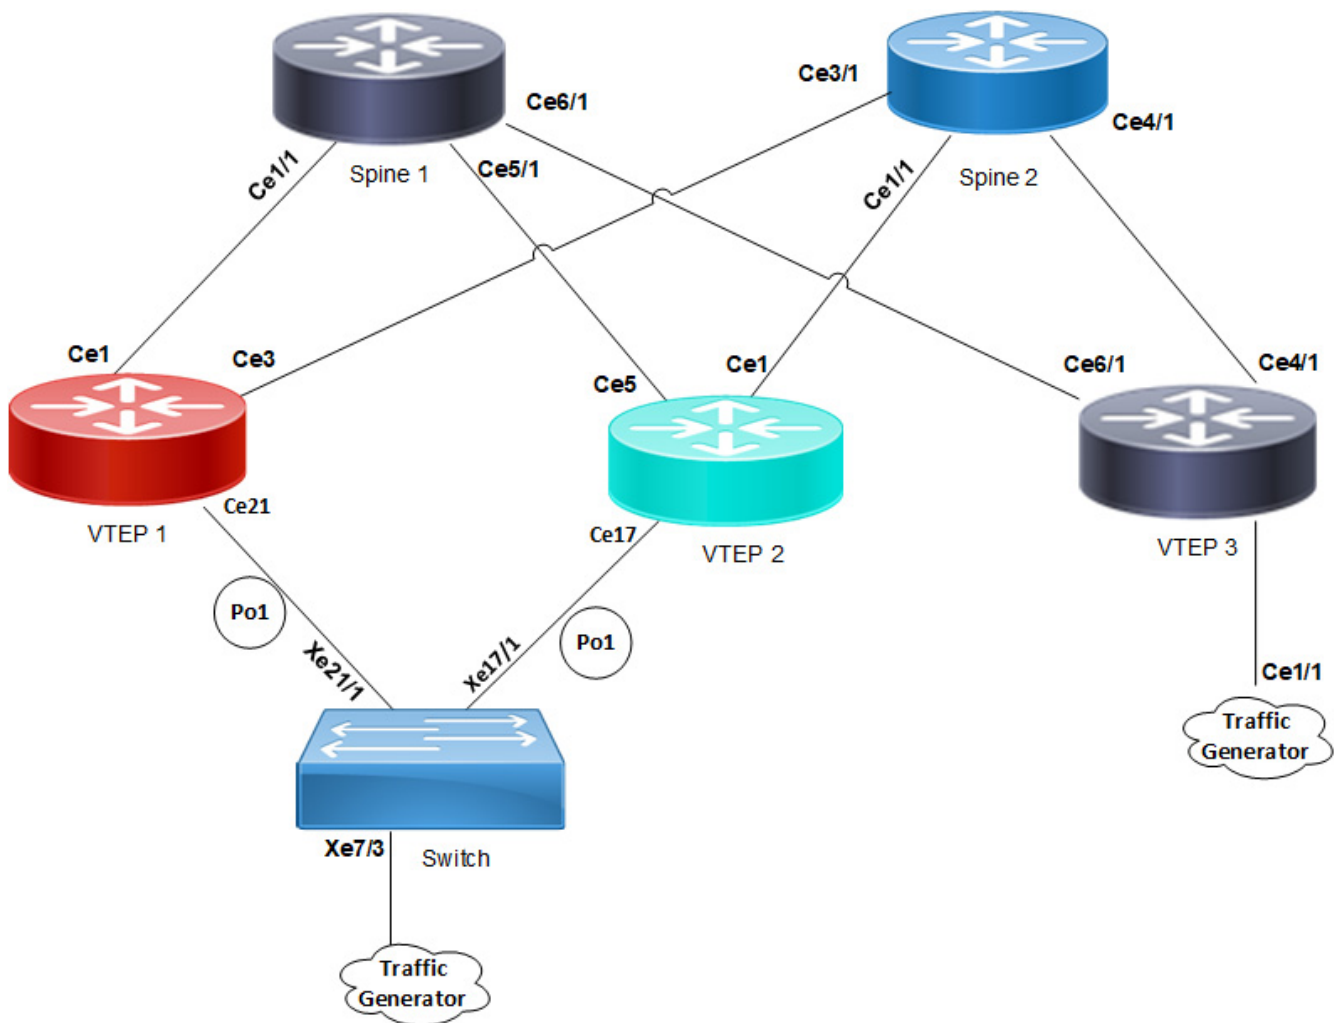 Ce3/1
Ce6/1
Ce4/1
Ce1/1
Ce5/1
Spine 1
Ce1/1
Spine 2
Ce1
Ce3
Ce5
Ce1
Ce6/1
Ce4/1
Ce21
VTEP 1
Ce17
VTEP 2
VTEP 3
Po1
Po1
Xe21/1
Xe17/1
Ce1/1
Traffic
Generator
Xe7/3
Switch
Traffic
Generator